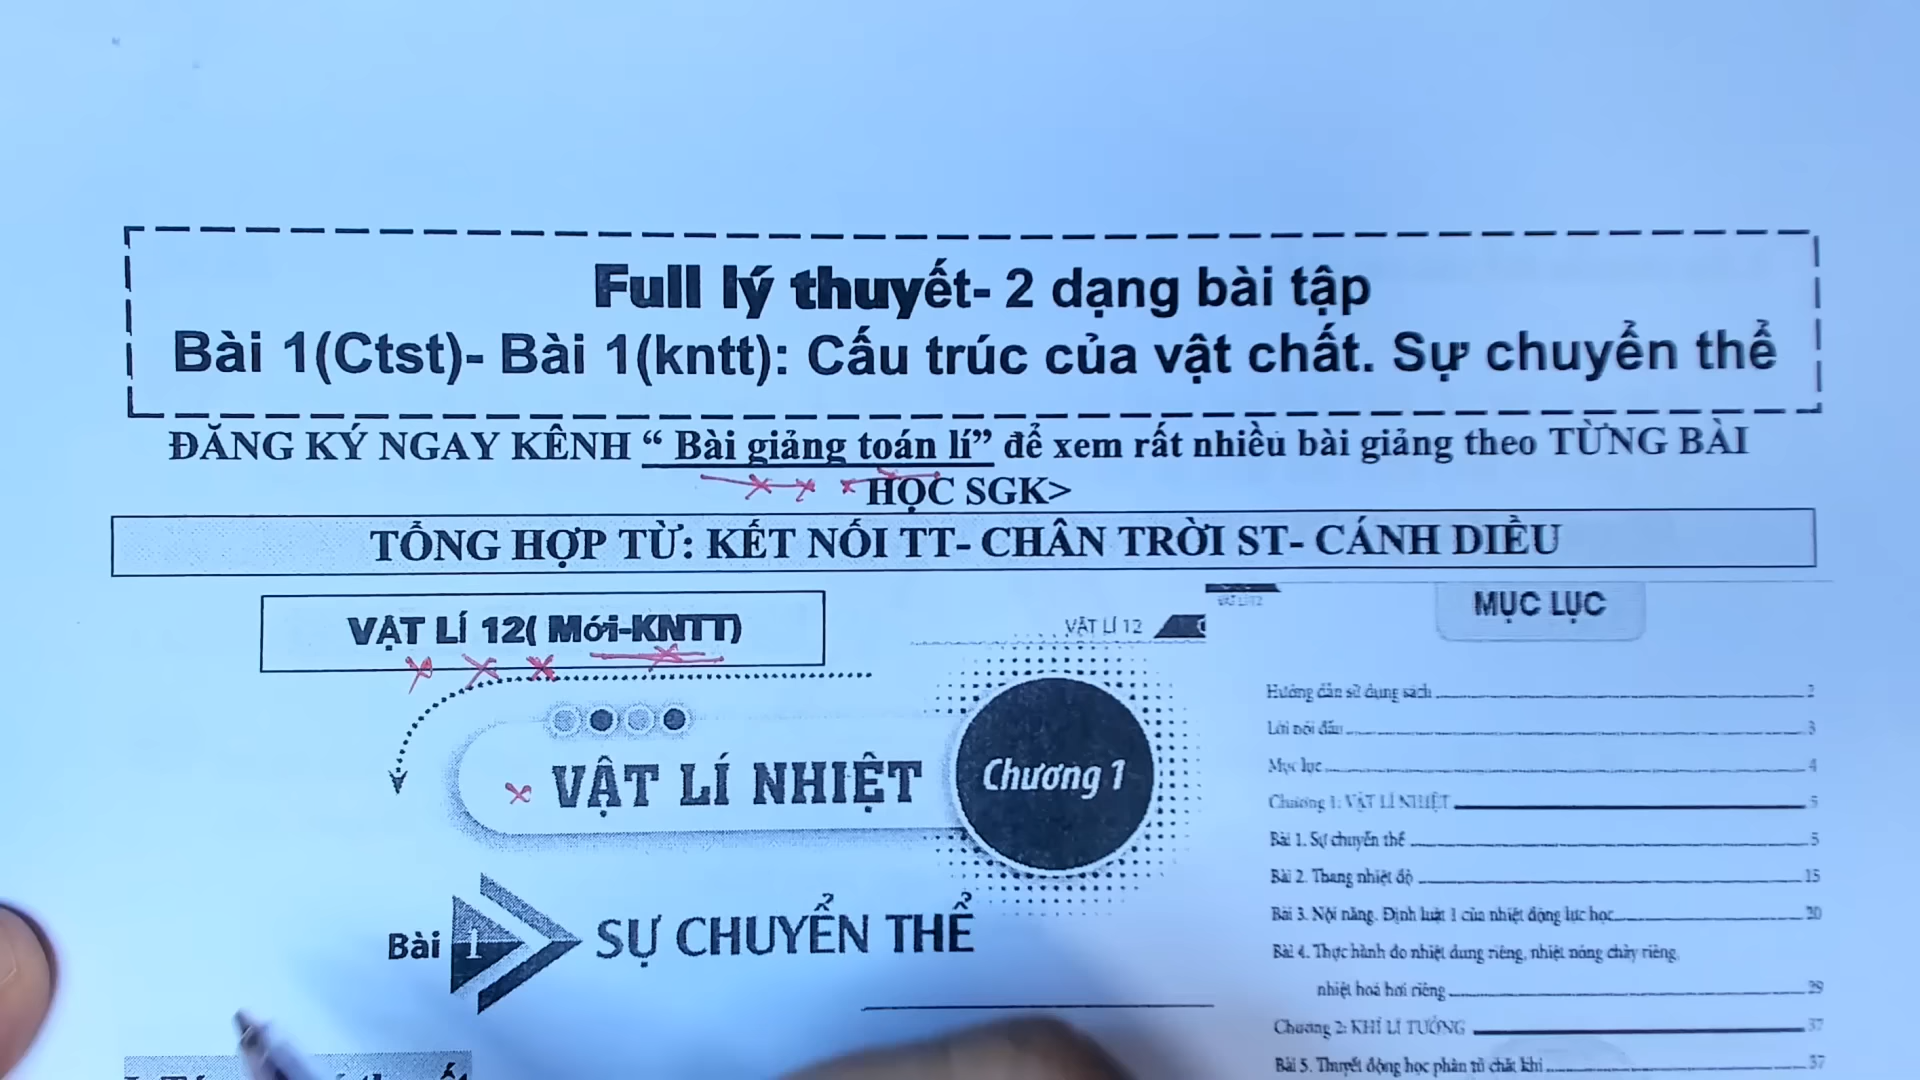 Full lý thuyết- 2 dạng bài tập
Bài 1(Ctst)- Bài 1(kntt): Cấu trúc của vật chất. Sự chuyển thể
ĐĂNG KÝ NGAY KÊNH “ Bài giảng toán lí” để xem rất nhiều bài giảng theo TỪNG BÀI
HỌC SGK>
TỔNG HỢP TỪ: KẾT NỐI TT- CHÂN TRỜI ST- CÁNH DIỀU
VẬT LÍ 12( Mới-KNTT)
VẬT LÍ 12
VẬT LÍ NHIỆT
Chương 1
Bài 1
SỰ CHUYỂN THỂ
VẬT LÍ 12
MỤC LỤC
Hướng dẫn sử dụng sách 2
Lời nói đầu 3
Mục lục 4
Chương 1: VẬT LÍ NHIỆT 5
Bài 1. Sự chuyển thể 5
Bài 2. Thang nhiệt độ 15
Bài 3. Nội năng. Định luật 1 của nhiệt động lực học 20
Bài 4. Thực hành đo nhiệt dung riêng, nhiệt nóng chảy riêng,
nhiệt hoá hơi riêng 29
Chương 2: KHÍ LÍ TƯỞNG 37
Bài 5. Thuyết động học phân tử chất khí 37